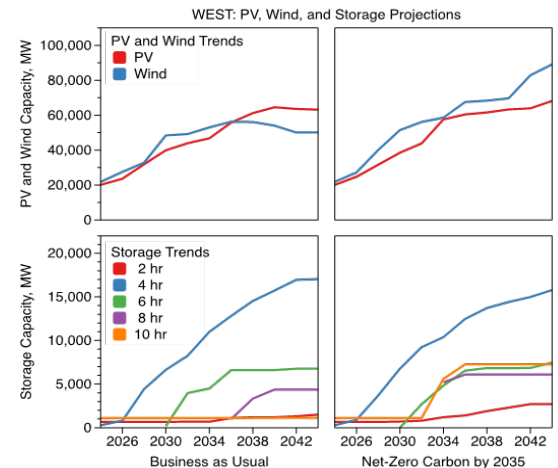 WEST: PV, Wind, and Storage Projections
PV and Wind Capacity, MW
100,000
80,000
60,000
40,000
20,000
0
PV and Wind Trends
PV
Wind
Storage Capacity, MW
20,000
15,000
10,000
5,000
0
Storage Trends
2 hr
4 hr
6 hr
8 hr
10 hr
2026 2030 2034 2038 2042
2026 2030 2034 2038 2042
Business as Usual
Net-Zero Carbon by 2035